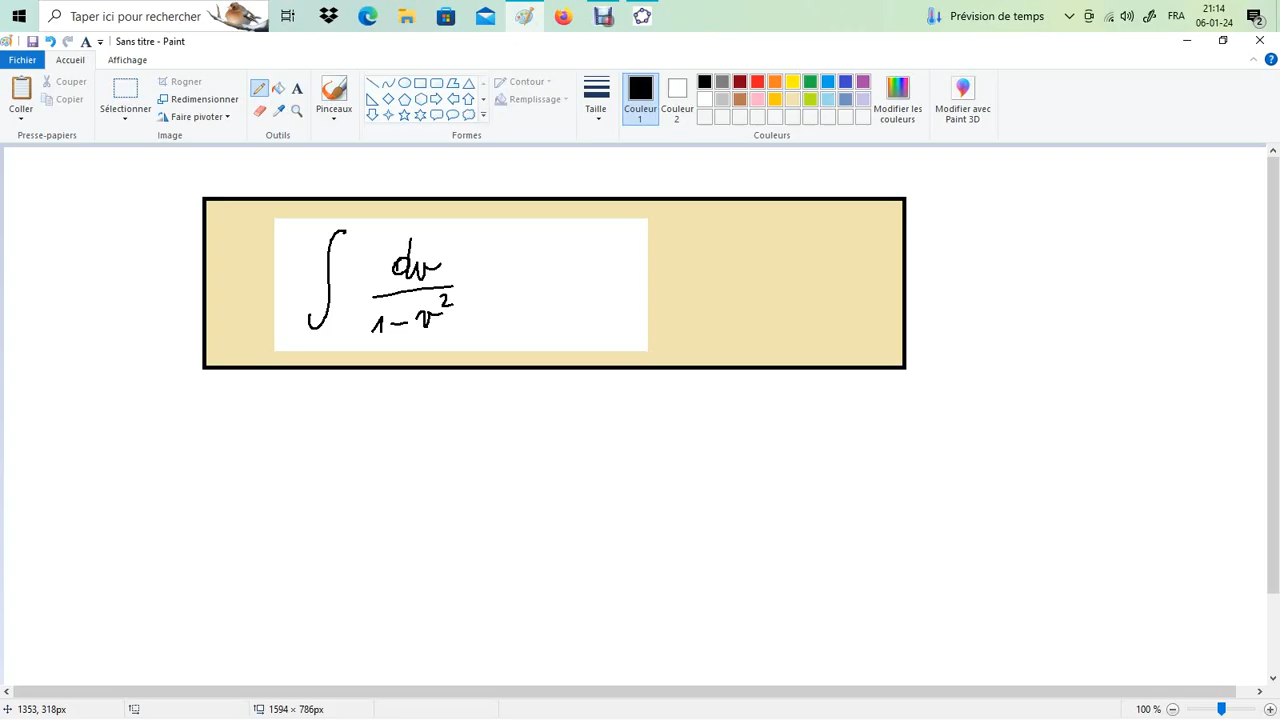 Taper ici pour rechercher
Prévision de temps
FRA
21:14
06-01-24
2
Sans titre - Paint
Fichier
Accueil
Affichage
Coller
Couper
Copier
Presse-papiers
Sélectionner
Rogner
Redimensionner
Faire pivoter
Image
A
Outils
Pinceaux
Contour
Remplissage
Formes
Taille
Couleur
1
Couleur
2
Modifier les
couleurs
Couleurs
Modifier avec
Paint 3D
∫ dv
1 - v²
1353, 318px
1594 × 786px
100 %